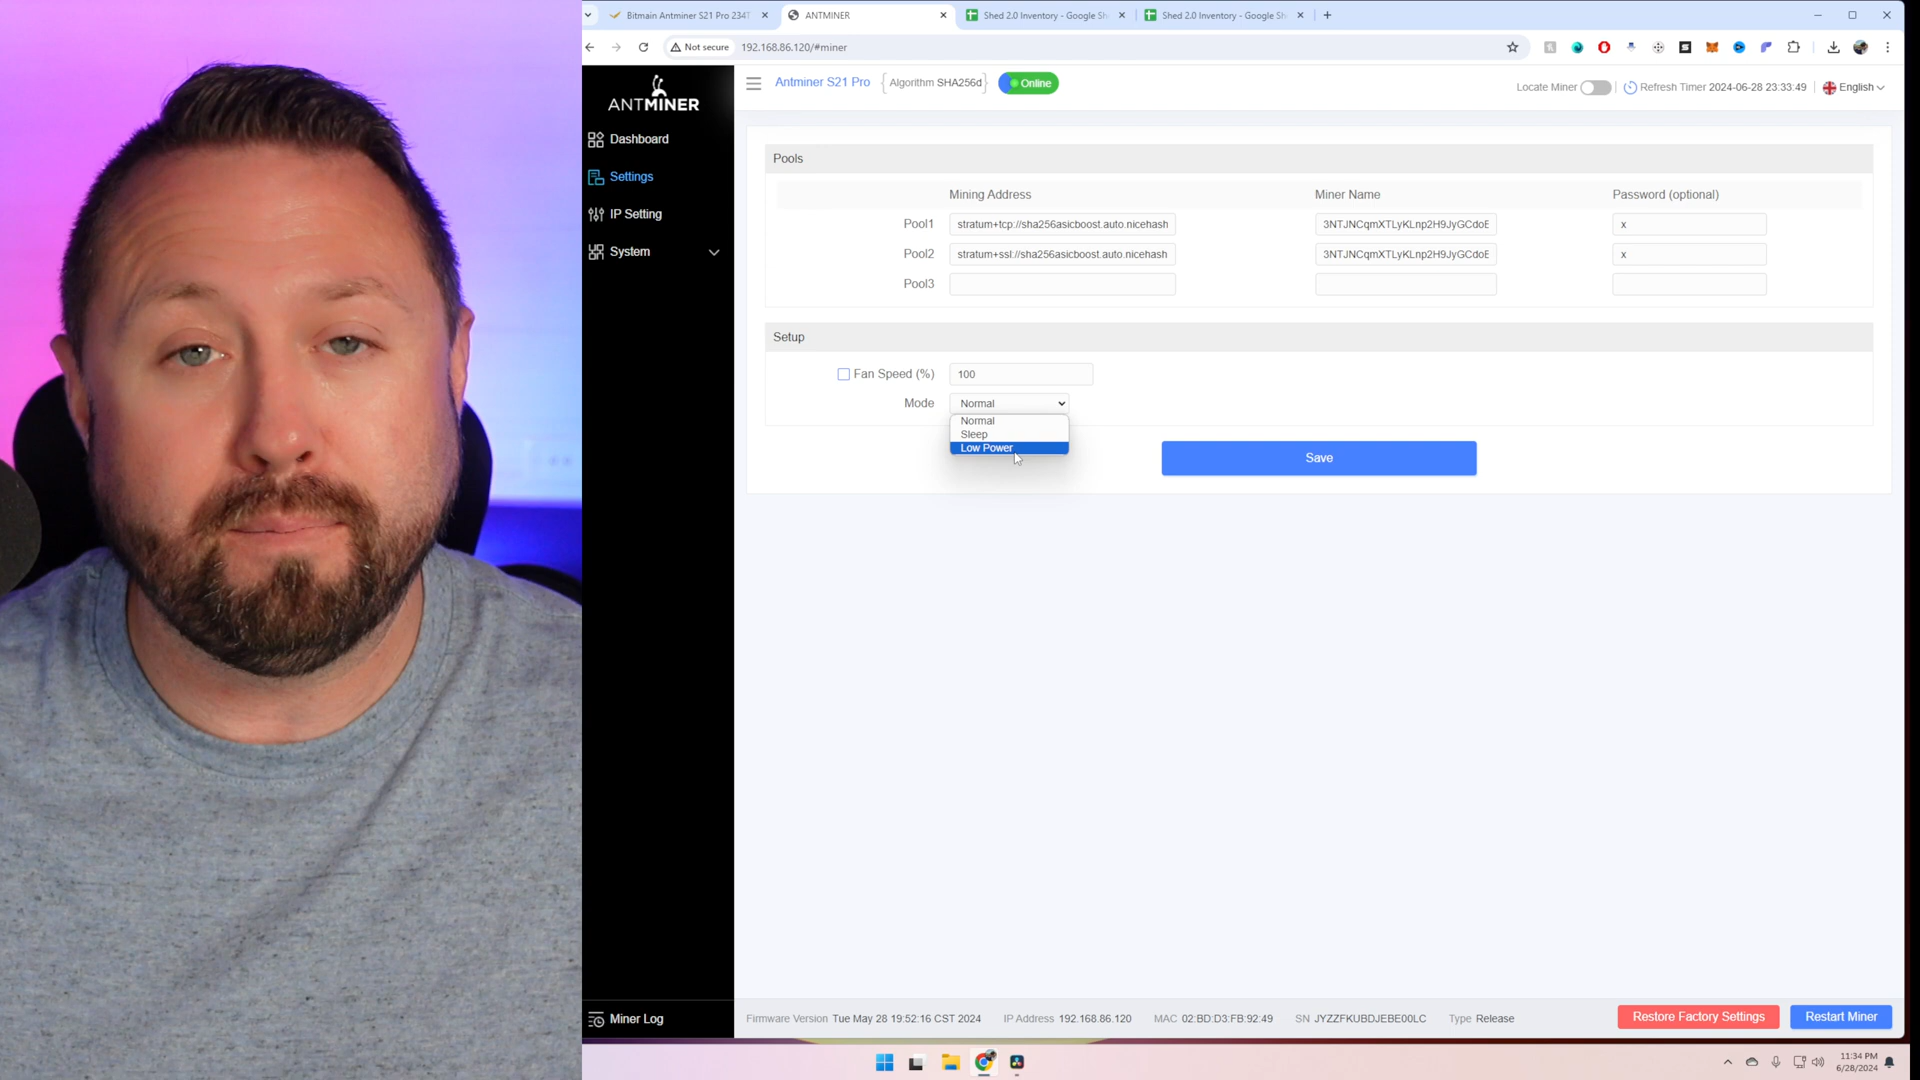 Bitmain Antminer S21 Pro 234T
ANTMINER
Shed 2.0 Inventory - Google Sh
Shed 2.0 Inventory - Google Sh
Not secure
192.168.86.120/#miner
ANTMINER
Antminer S21 Pro
Algorithm SHA256d
Online
Locate Miner
Refresh Timer 2024-06-28 23:33:49
English
Dashboard
Settings
IP Setting
System
Pools
Mining Address
Miner Name
Password (optional)
Pool1
stratum+tcp://sha256asicboost.auto.nicehash
3NTJNCqmXTLyKLnp2H9JyGCdoE
x
Pool2
stratum+ssl://sha256asicboost.auto.nicehash
3NTJNCqmXTLyKLnp2H9JyGCdoE
x
Pool3
Setup
Fan Speed (%)
100
Mode
Normal
Normal
Sleep
Low Power
Save
Miner Log
Firmware Version Tue May 28 19:52:16 CST 2024
IP Address 192.168.86.120
MAC 02:BD:D3:FB:92:49
SN JYZZFKUBDJEBE00LC
Type Release
Restore Factory Settings
Restart Miner
11:34 PM
6/28/2024